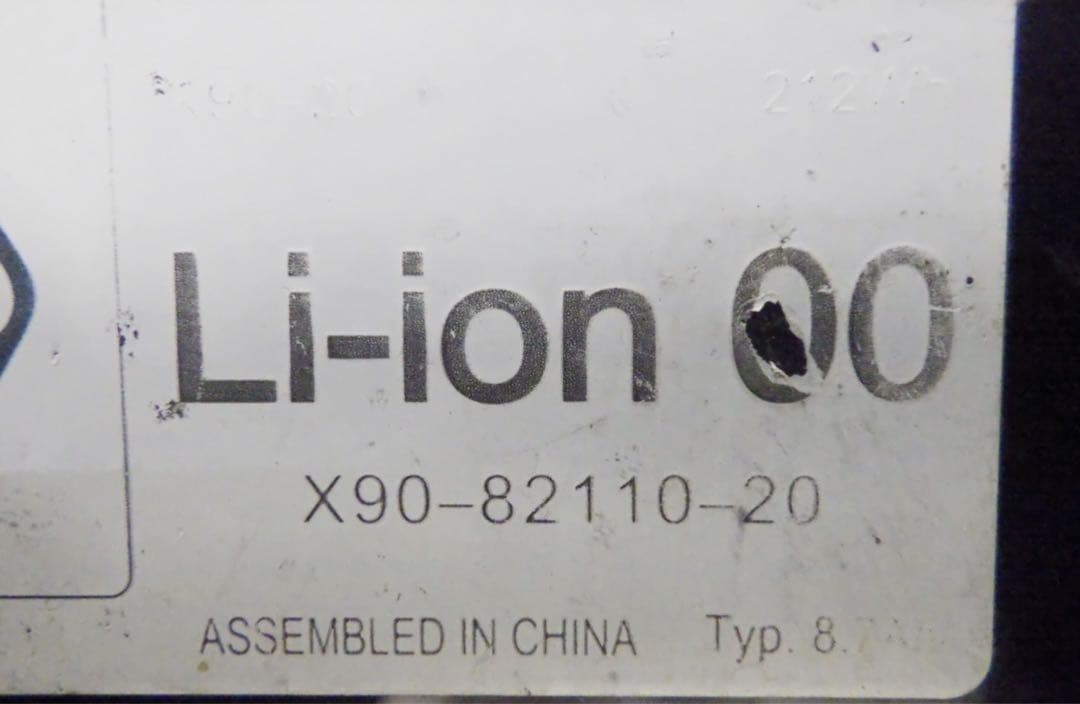 Li-ion 00
X90-82110-20
ASSEMBLED IN CHINA Typ. 8.